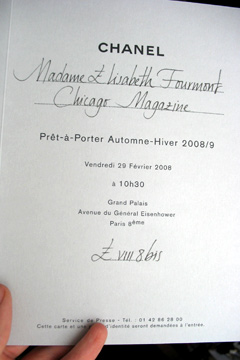 CHANEL
Madame Elisabeth Fourmont
Chicago Magazine
Prêt-à-Porter Automne-Hiver 2008/9
Vendredi 29 Février 2008
à 10h30
Grand Palais
Avenue du Général Eisenhower
Paris 8ème
E VIII 8 bis
Service de Presse - Tél. : 01 42 86 28 00
Cette carte et une d'identité seront demandées à l'entrée